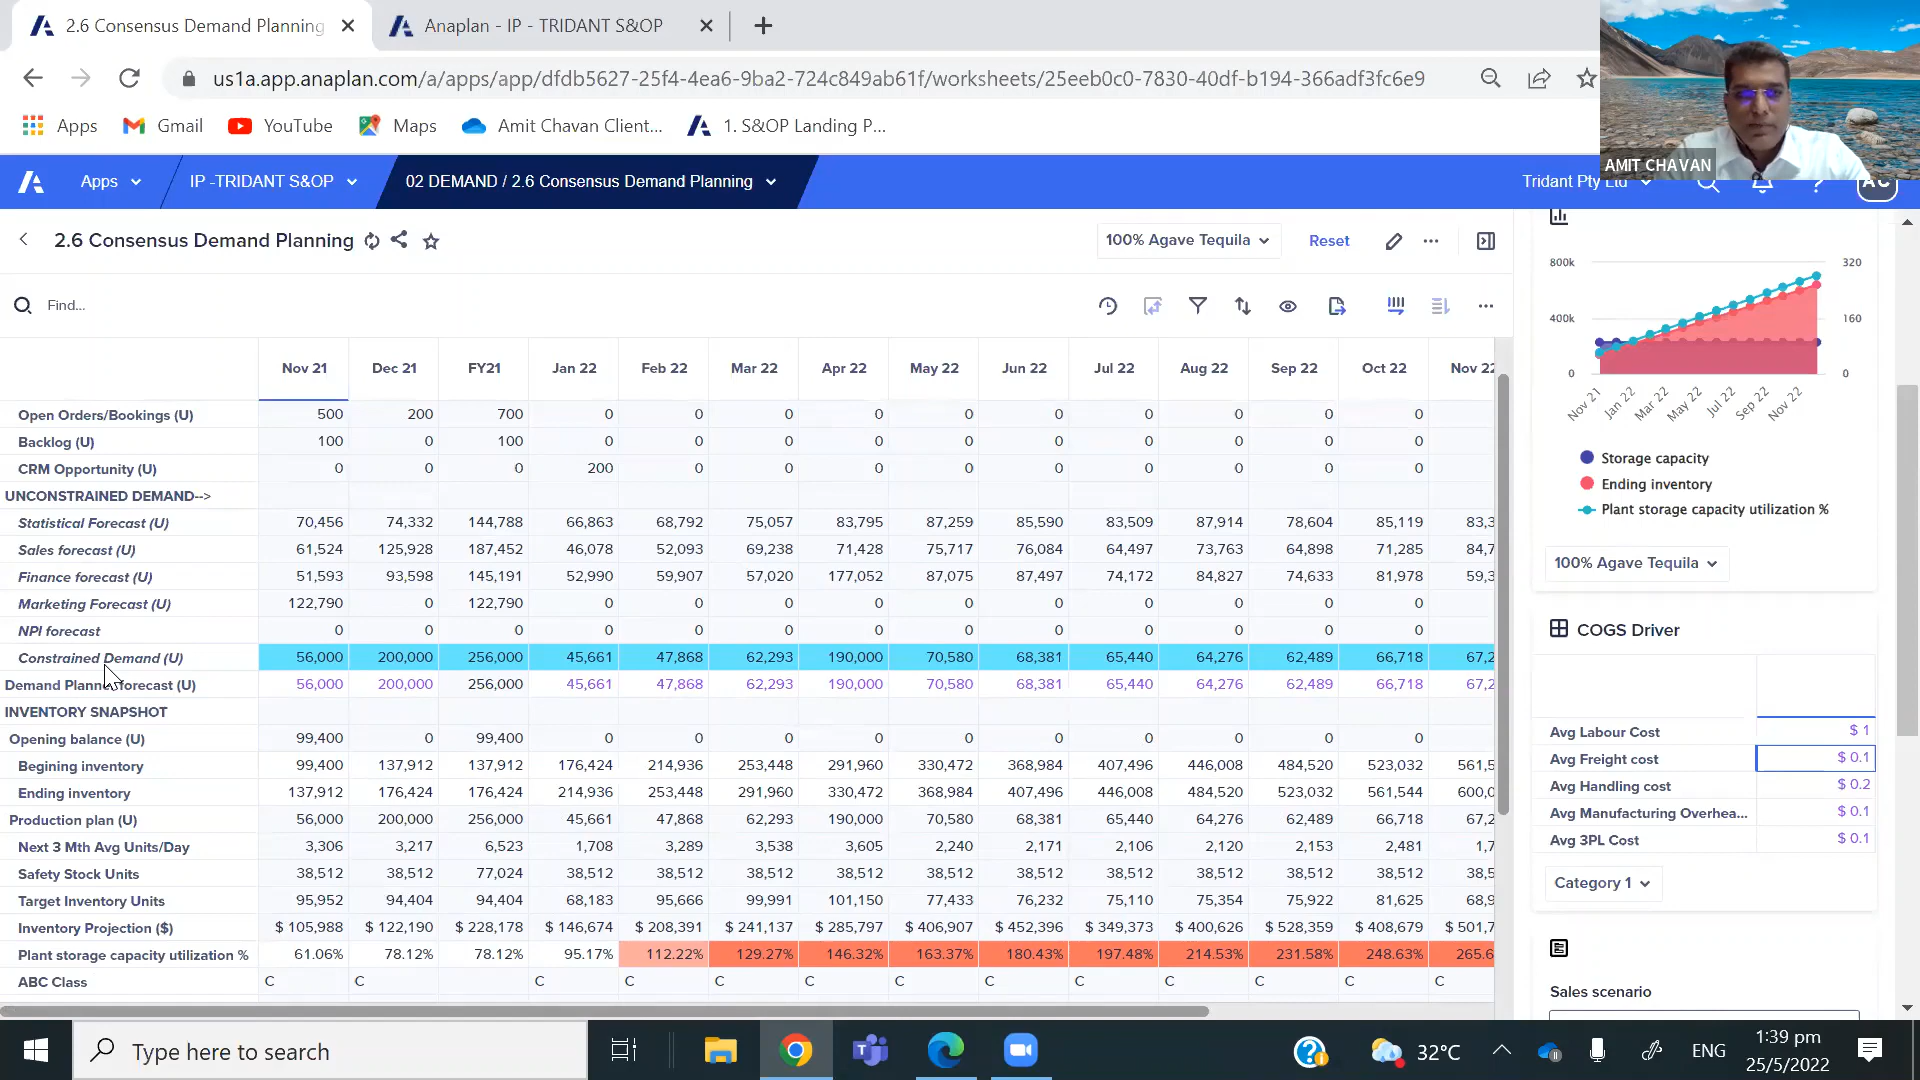 2.6 Consensus Demand Planning
Anaplan - IP - TRIDANT S&OP
us1a.app.anaplan.com/a/apps/app/dfdb5627-25f4-4ea6-9ba2-724c849ab61f/worksheets/25eeb0c0-7830-40df-b194-366adf3fc6e9
Apps Gmail YouTube Maps Amit Chavan Client... 1. S&OP Landing P...
AMIT CHAVAN
Apps IP -TRIDANT S&OP 02 DEMAND / 2.6 Consensus Demand Planning Tridant Pty Ltd AC
2.6 Consensus Demand Planning 100% Agave Tequila Reset
Find...
Nov 21 Dec 21 FY21 Jan 22 Feb 22 Mar 22 Apr 22 May 22 Jun 22 Jul 22 Aug 22 Sep 22 Oct 22 Nov 22
Open Orders/Bookings (U) 500 200 700 0 0 0 0 0 0 0 0 0 0
Backlog (U) 100 0 100 0 0 0 0 0 0 0 0 0 0
CRM Opportunity (U) 0 0 0 200 0 0 0 0 0 0 0 0 0
UNCONSTRAINED DEMAND-->
Statistical Forecast (U) 70,456 74,332 144,788 66,863 68,792 75,057 83,795 87,259 85,590 83,509 87,914 78,604 85,119 83,3
Sales forecast (U) 61,524 125,928 187,452 46,078 52,093 69,238 71,428 75,717 76,084 64,497 73,763 64,898 71,285 84,7
Finance forecast (U) 51,593 93,598 145,191 52,990 59,907 57,020 177,052 87,075 87,497 74,172 84,827 74,633 81,978 59,3
Marketing Forecast (U) 122,790 0 122,790 0 0 0 0 0 0 0 0 0 0
NPI forecast 0 0 0 0 0 0 0 0 0 0 0 0 0
Constrained Demand (U) 56,000 200,000 256,000 45,661 47,868 62,293 190,000 70,580 68,381 65,440 64,276 62,489 66,718 67,2
Demand Planner forecast (U) 56,000 200,000 256,000 45,661 47,868 62,293 190,000 70,580 68,381 65,440 64,276 62,489 66,718 67,2
INVENTORY SNAPSHOT
Opening balance (U) 99,400 0 99,400 0 0 0 0 0 0 0 0 0 0
Begining inventory 99,400 137,912 137,912 176,424 214,936 253,448 291,960 330,472 368,984 407,496 446,008 484,520 523,032 561,5
Ending inventory 137,912 176,424 176,424 214,936 253,448 291,960 330,472 368,984 407,496 446,008 484,520 523,032 561,544 600,0
Production plan (U) 56,000 200,000 256,000 45,661 47,868 62,293 190,000 70,580 68,381 65,440 64,276 62,489 66,718 67,2
Next 3 Mth Avg Units/Day 3,306 3,217 6,523 1,708 3,289 3,538 3,605 2,240 2,171 2,106 2,120 2,153 2,481 1,7
Safety Stock Units 38,512 38,512 77,024 38,512 38,512 38,512 38,512 38,512 38,512 38,512 38,512 38,512 38,512 38,5
Target Inventory Units 95,952 94,404 94,404 68,183 95,666 99,991 101,150 77,433 76,232 75,110 75,354 75,922 81,625 68,9
Inventory Projection ($) $ 105,988 $ 122,190 $ 228,178 $ 146,674 $ 208,391 $ 241,137 $ 285,797 $ 406,907 $ 452,396 $ 349,373 $ 400,626 $ 528,359 $ 408,679 $ 501,7
Plant storage capacity utilization % 61.06% 78.12% 78.12% 95.17% 112.22% 129.27% 146.32% 163.37% 180.43% 197.48% 214.53% 231.58% 248.63% 265.6
ABC Class C C C C C C C C C C C C C
800k 320
400k 160
0 0
Nov 21 Jan 22 Mar 22 May 22 Jul 22 Sep 22 Nov 22
Storage capacity
Ending inventory
Plant storage capacity utilization %
100% Agave Tequila
COGS Driver
Avg Labour Cost $ 1
Avg Freight cost $ 0.1
Avg Handling cost $ 0.2
Avg Manufacturing Overhea... $ 0.1
Avg 3PL Cost $ 0.1
Category 1
Sales scenario
Type here to search
32°C ENG 1:39 pm
25/5/2022